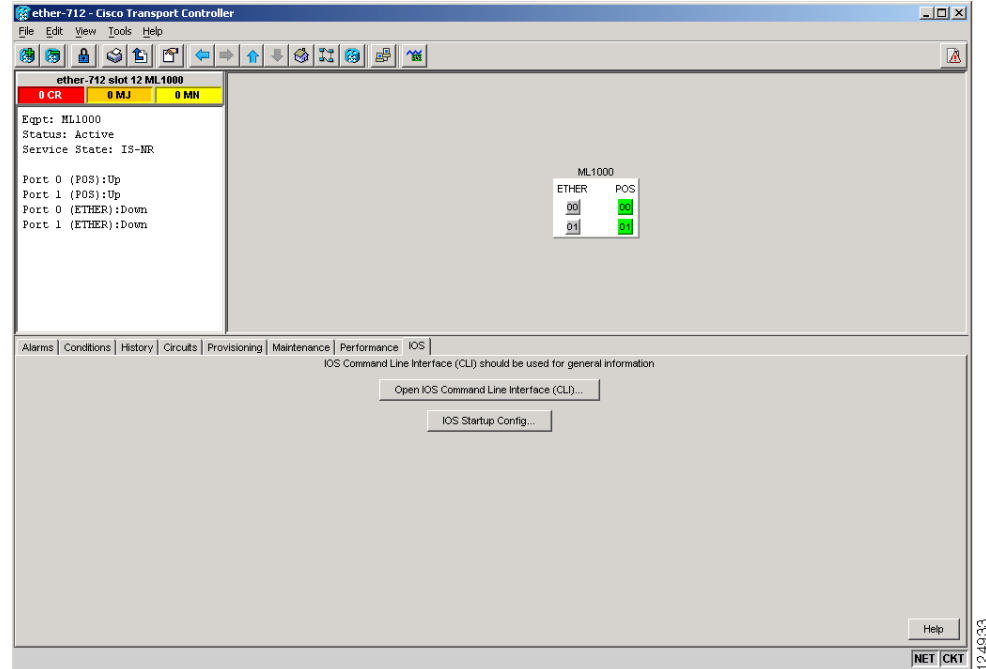 ether-712 - Cisco Transport Controller
File Edit View Tools Help
ether-712 slot 12 ML1000
0 CR 0 MJ 0 MN
Eqpt: ML1000
Status: Active
Service State: IS-NR
Port 0 (POS):Up
Port 1 (POS):Up
Port 0 (ETHER):Down
Port 1 (ETHER):Down
ML1000
ETHER POS
00 00
01 01
Alarms Conditions History Circuits Provisioning Maintenance Performance IOS
IOS Command Line Interface (CLI) should be used for general information
Open IOS Command Line Interface (CLI)...
IOS Startup Config...
Help
NET CKT
124933